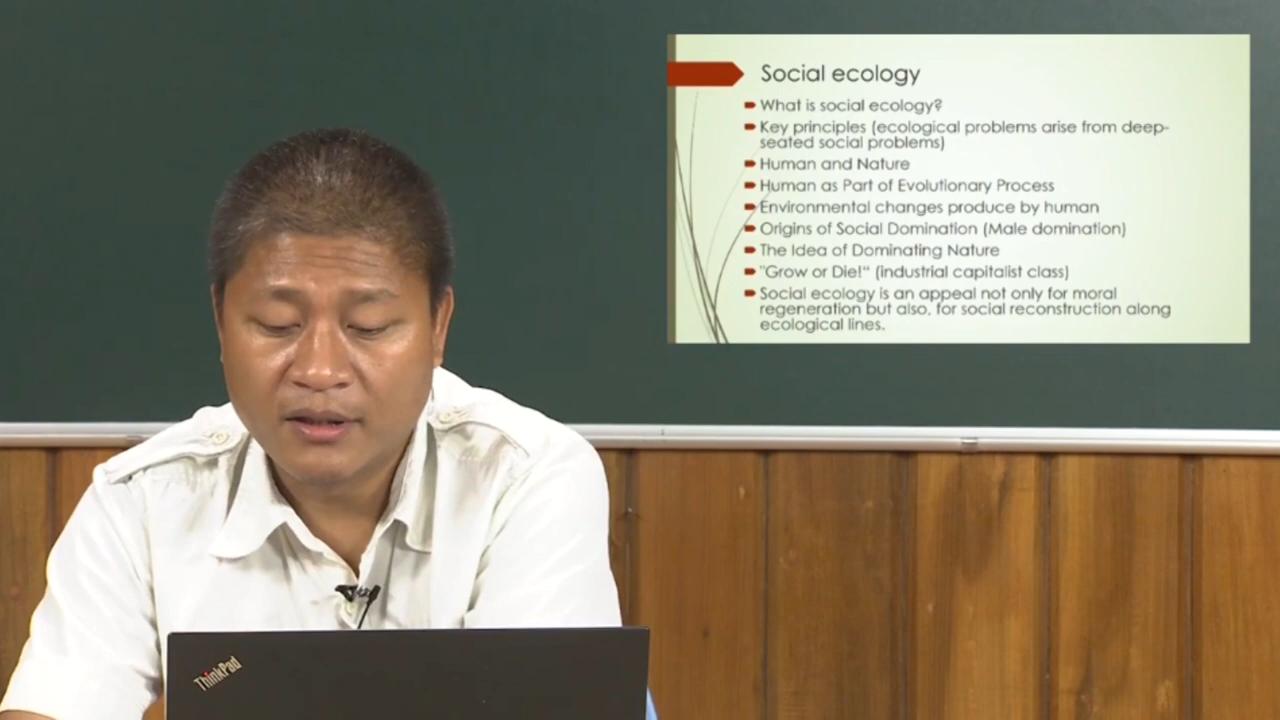 Social ecology
What is social ecology?
Key principles (ecological problems arise from deep-
seated social problems)
Human and Nature
Human as Part of Evolutionary Process
Environmental changes produce by human
Origins of Social Domination (Male domination)
The Idea of Dominating Nature
"Grow or Die!“ (industrial capitalist class)
Social ecology is an appeal not only for moral
regeneration but also, for social reconstruction along
ecological lines.
ThinkPad